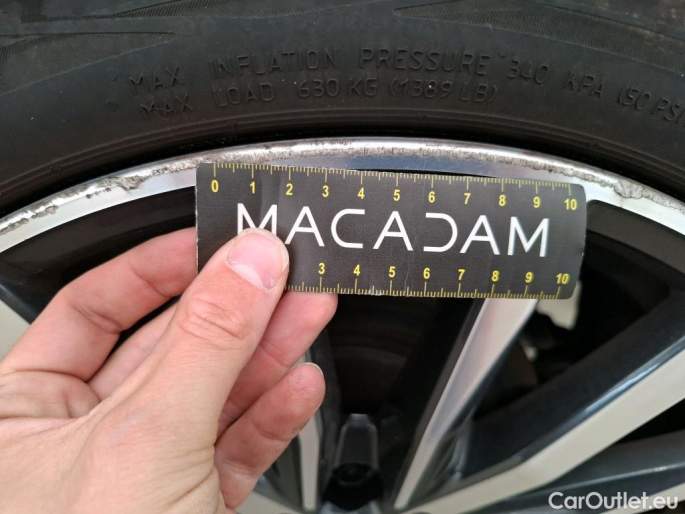 MAX INFLATION PRESSURE 340 KPA (50 PSI)
MAX LOAD 630 KG (1389 LB)
0 1 2 3 4 5 6 7 8 9 10
MACADAM
3 4 5 6 7 8 9 10
CarOutlet.eu